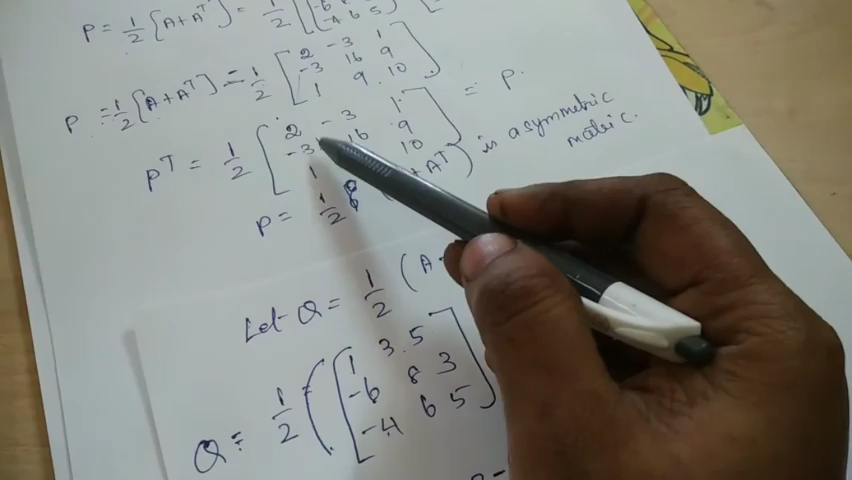 P = 1/2 {A+A^T} = 1/2 [
-4 6 5
P = 1/2 (A+A^T) = 1/2 [2 -3 1
-3 16 9
1 9 10]
P^T = 1/2 [2 -3 1
-3 16 9
1 10] = P.
P = 1/2 + A^T) is a symmetric
matric.
Let Q = 1/2 (A -
Q = 1/2 ([1 3 5
-6 8 3
-4 6 5]